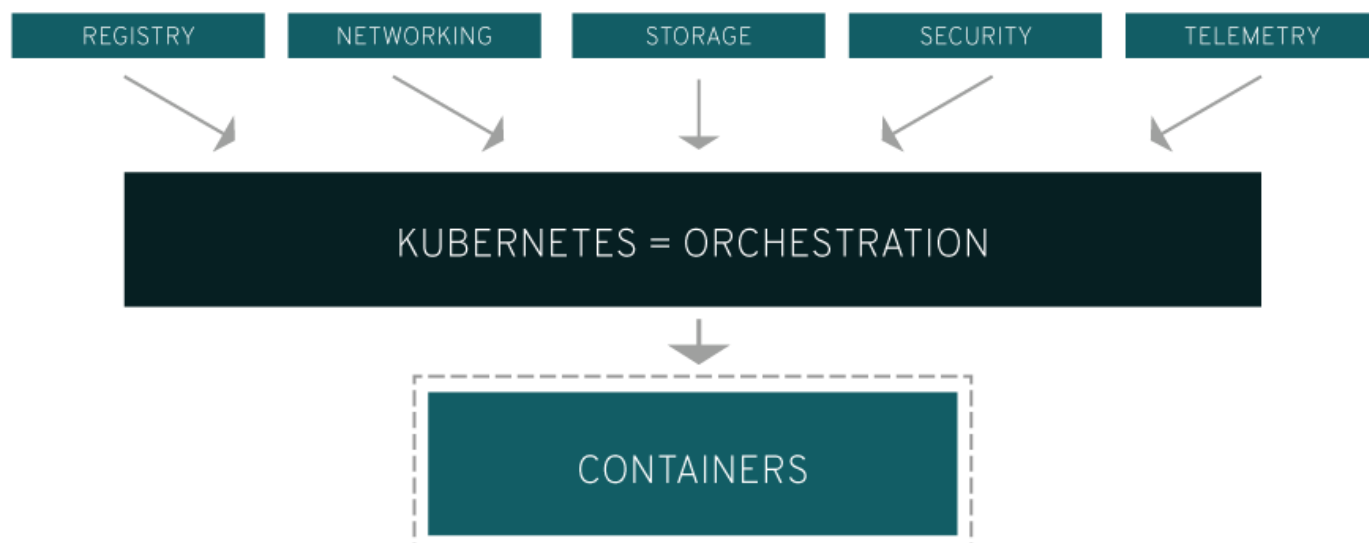 REGISTRY
NETWORKING
STORAGE
SECURITY
TELEMETRY
KUBERNETES = ORCHESTRATION
CONTAINERS